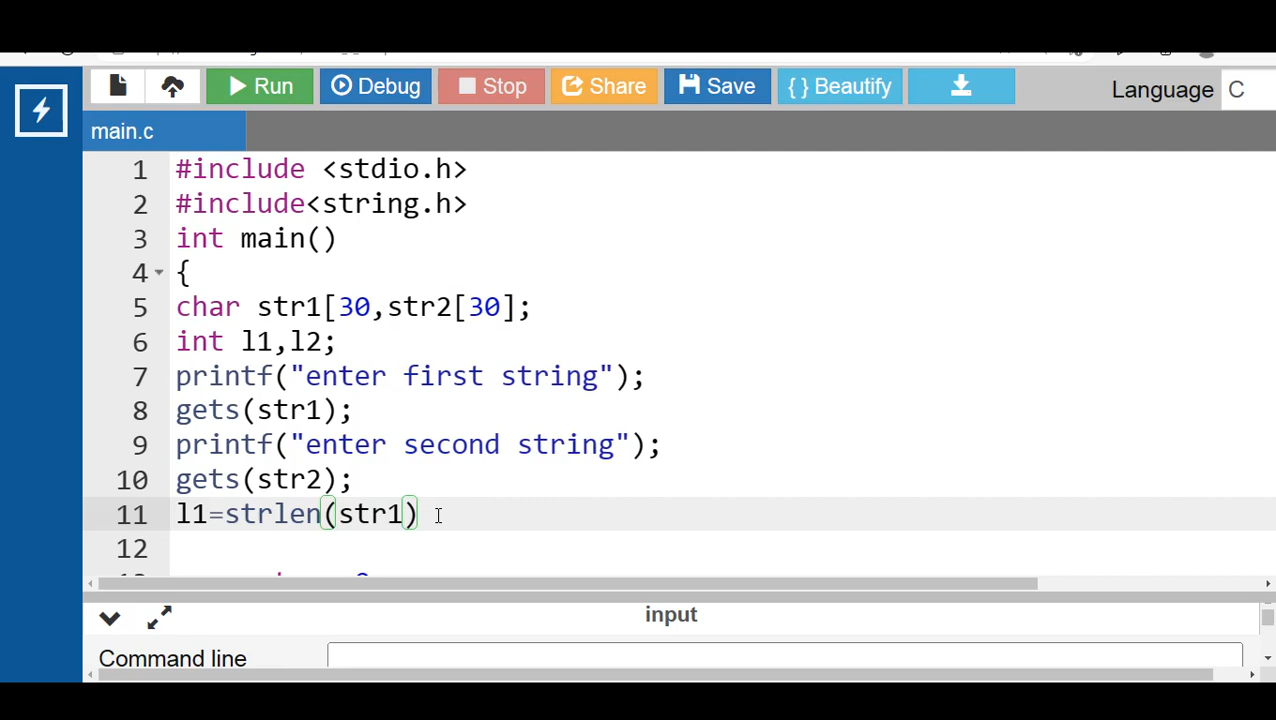 Run Debug Stop Share Save { } Beautify Language C
main.c
1 #include <stdio.h>
2 #include<string.h>
3 int main()
4 {
5 char str1[30,str2[30];
6 int l1,l2;
7 printf("enter first string");
8 gets(str1);
9 printf("enter second string");
10 gets(str2);
11 l1=strlen(str1)
12
input
Command line